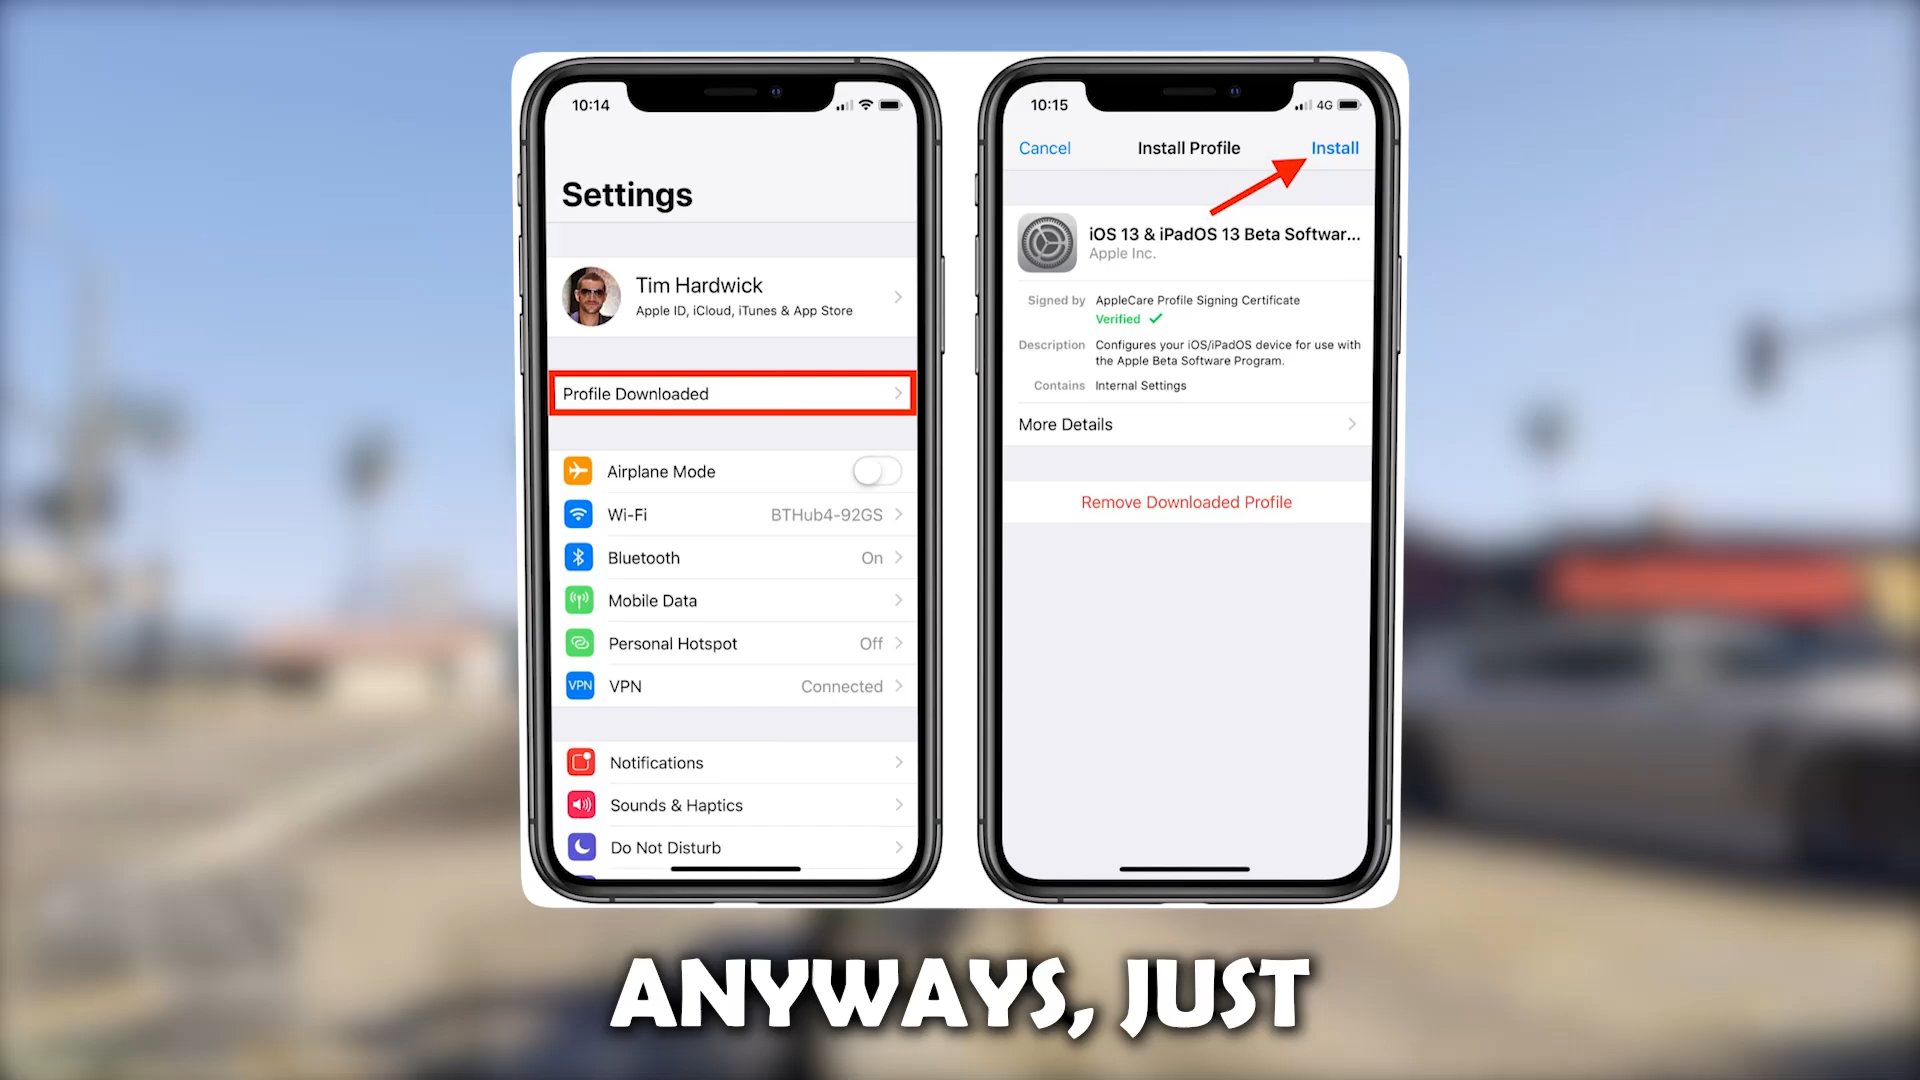 10:14
Settings
Tim Hardwick
Apple ID, iCloud, iTunes & App Store
Profile Downloaded
Airplane Mode
Wi-Fi BTHub4-92GS
Bluetooth On
Mobile Data
Personal Hotspot Off
VPN VPN Connected
Notifications
Sounds & Haptics
Do Not Disturb
10:15 4G
Cancel Install Profile Install
iOS 13 & iPadOS 13 Beta Softwar...
Apple Inc.
Signed by AppleCare Profile Signing Certificate
Verified
Description Configures your iOS/iPadOS device for use with
the Apple Beta Software Program.
Contains Internal Settings
More Details
Remove Downloaded Profile
ANYWAYS, JUST